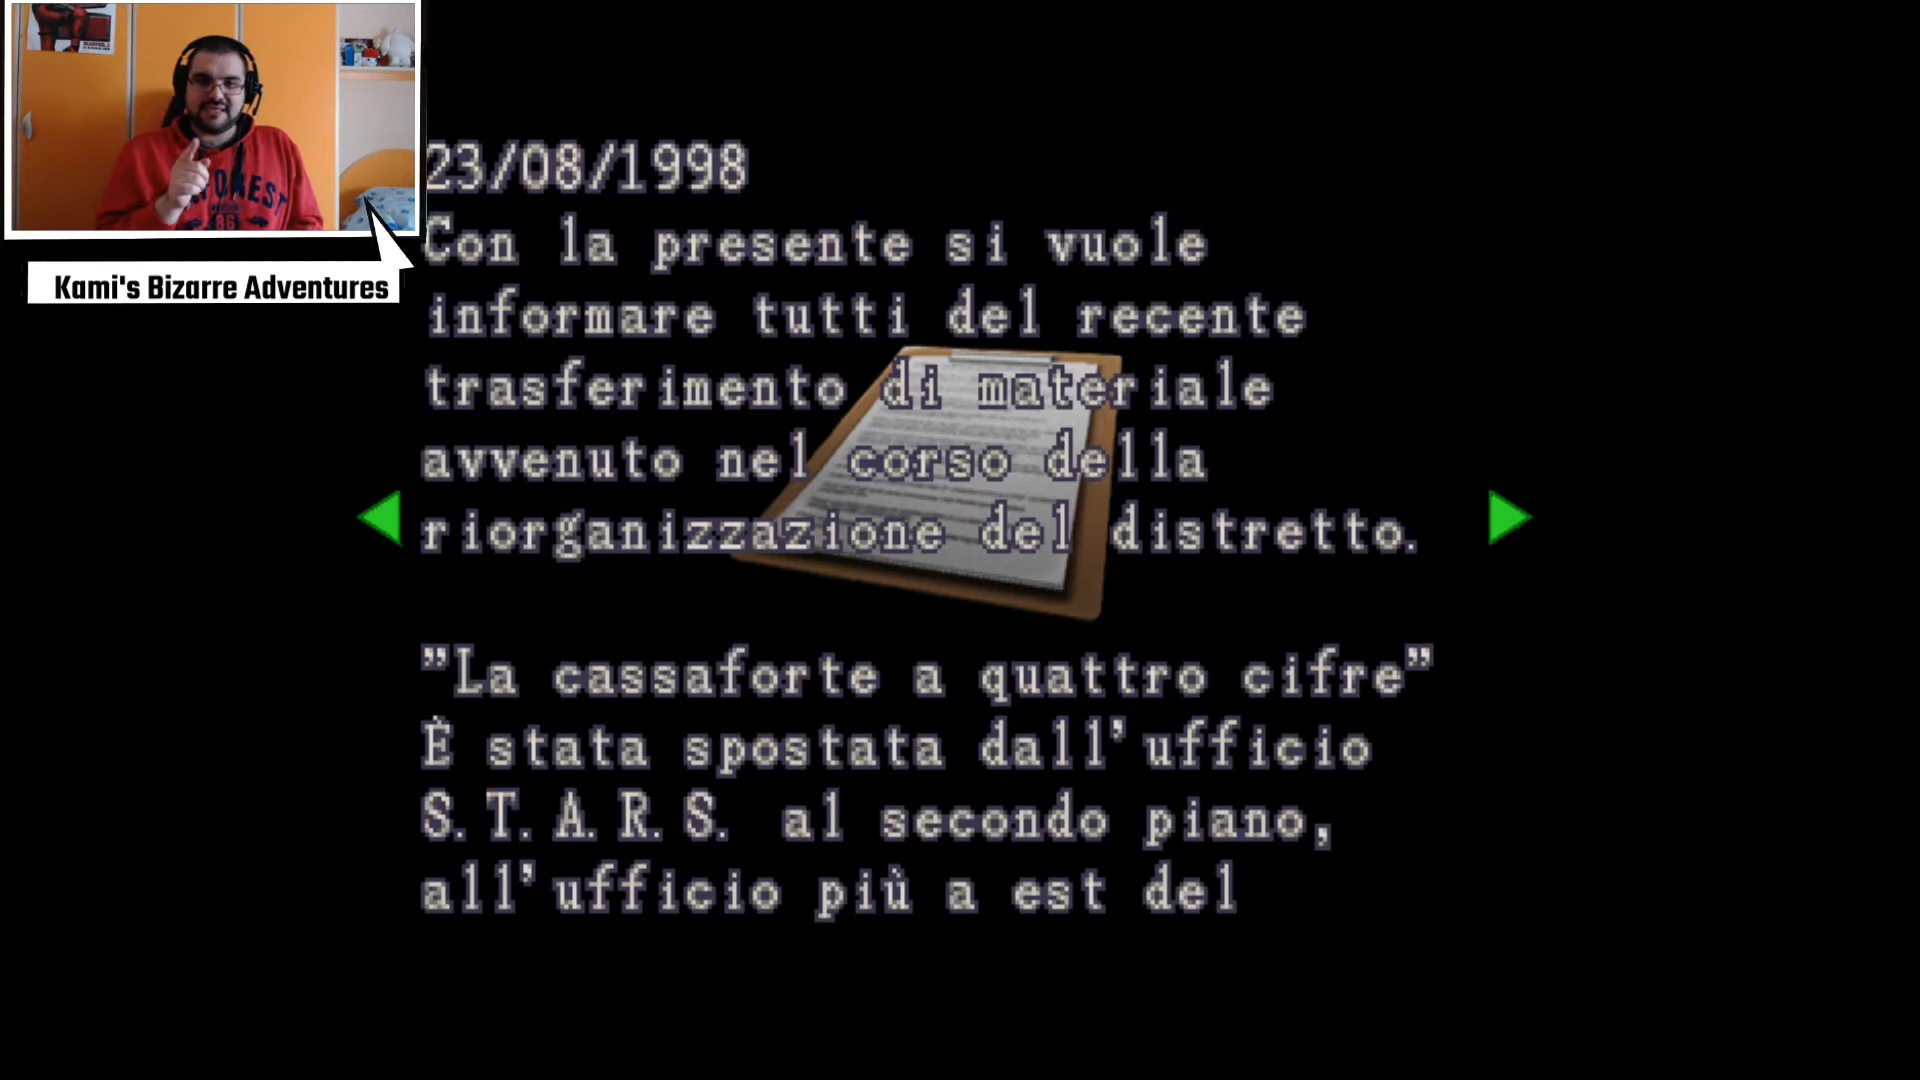 Kami's Bizarre Adventures
23/08/1998
Con la presente si vuole
informare tutti del recente
trasferimento di materiale
avvenuto nel corso della
riorganizzazione del distretto.
"La cassaforte a quattro cifre"
È stata spostata dall'ufficio
S.T.A.R.S. al secondo piano,
all'ufficio più a est del